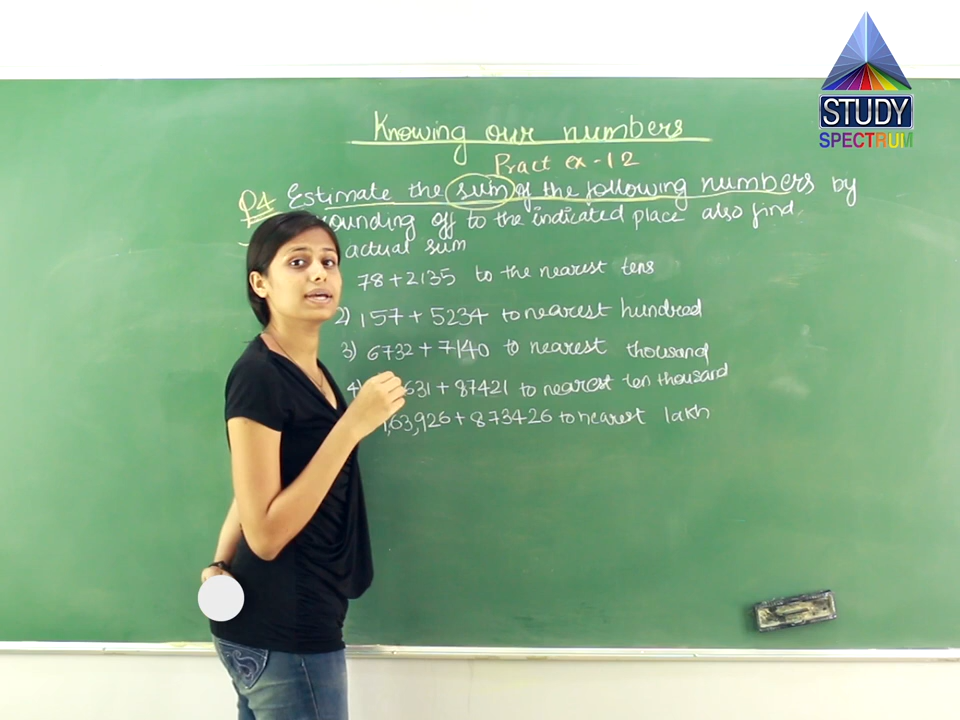 STUDY
SPECTRUM
Knowing our numbers
Pract ex-12
Q4 Estimate the sum of the following numbers by
rounding off to the indicated place also find
actual sum
78+2135 to the nearest tens
2) 157 + 5234 to nearest hundred
3) 6732 + 7140 to nearest thousand
4) 631 + 87421 to nearest ten thousand
,63,926 + 873426 to nearest lakh